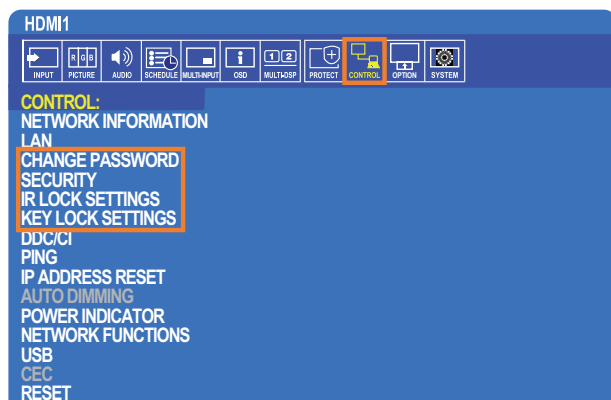 HDMI1
R G B 1 2
INPUT PICTURE AUDIO SCHEDULE MULTI-INPUT OSD MULTI-DSP PROTECT CONTROL OPTION SYSTEM
CONTROL:
NETWORK INFORMATION
LAN
CHANGE PASSWORD
SECURITY
IR LOCK SETTINGS
KEY LOCK SETTINGS
DDC/CI
PING
IP ADDRESS RESET
AUTO DIMMING
POWER INDICATOR
NETWORK FUNCTIONS
USB
CEC
RESET